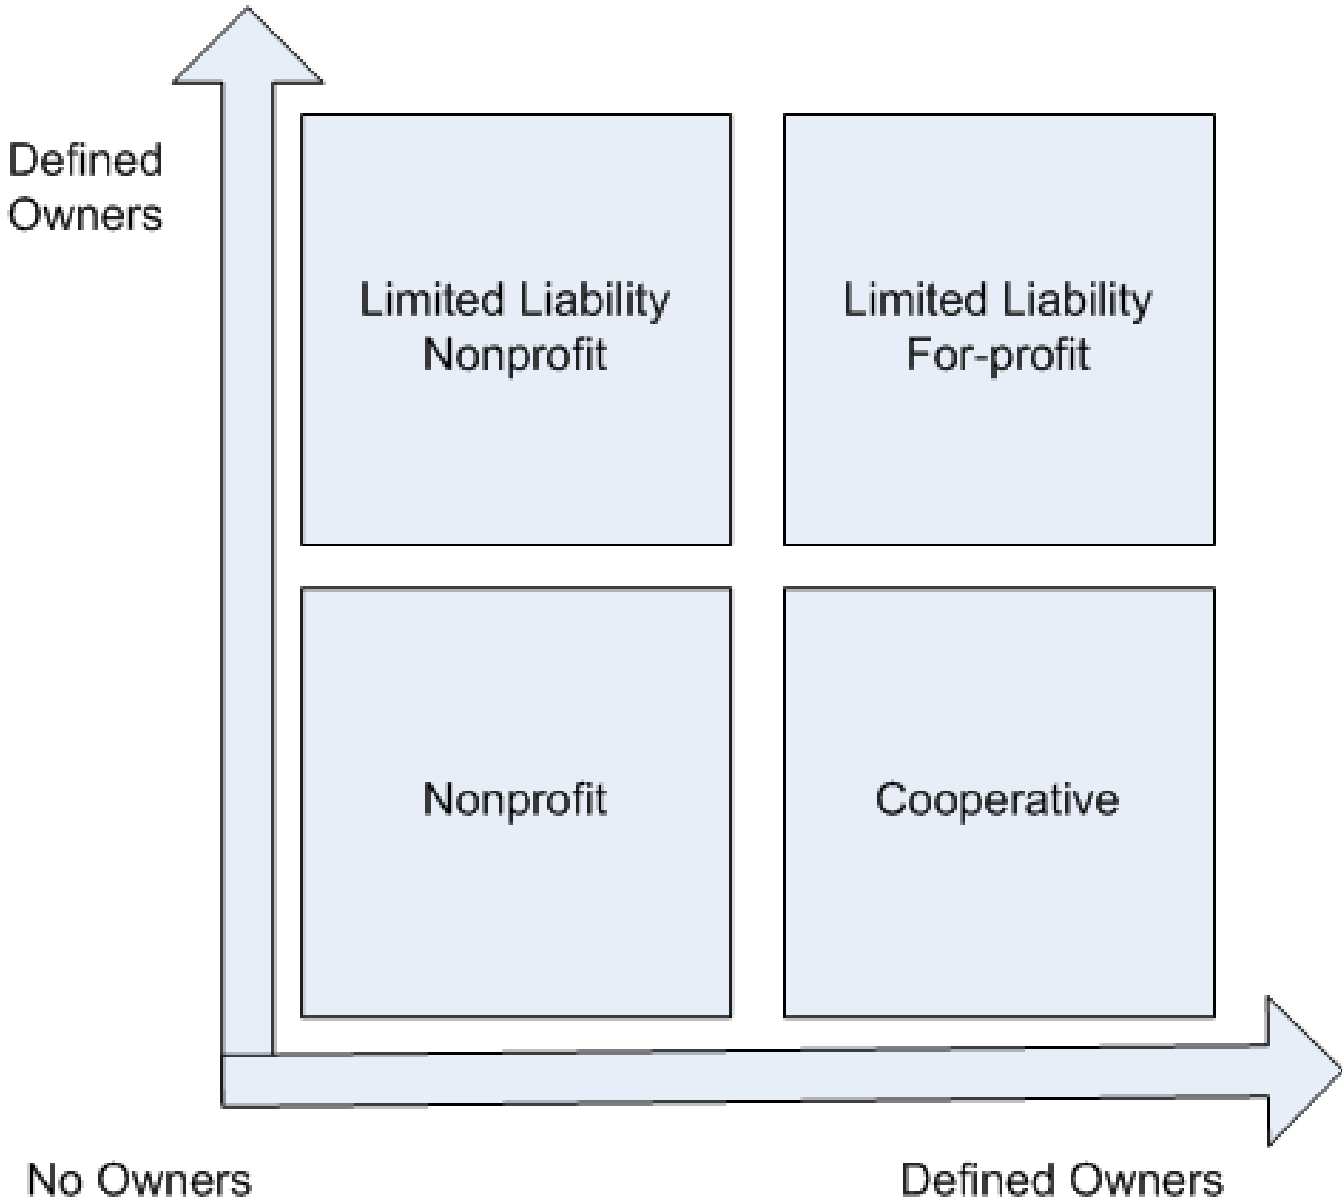 Defined
Owners
Limited Liability
Nonprofit
Limited Liability
For-profit
Nonprofit
Cooperative
No Owners
Defined Owners